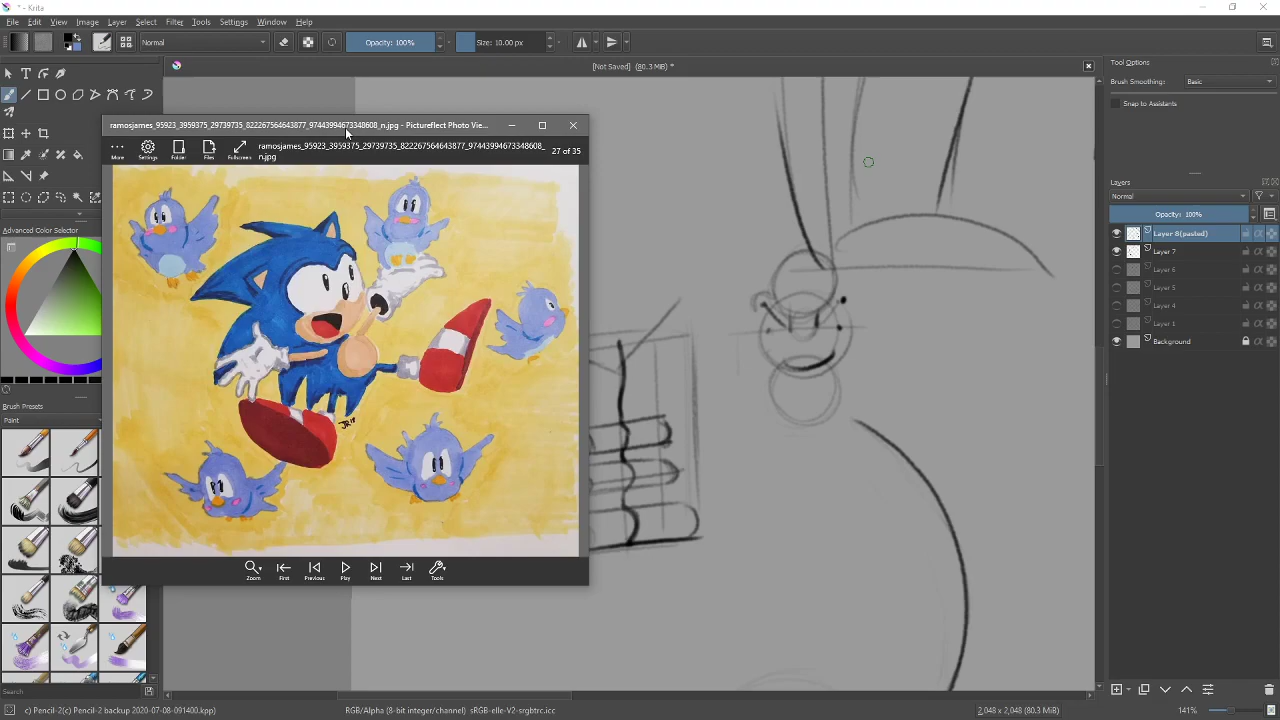 * - Krita
File Edit View Image Layer Select Filter Tools Settings Window Help
Normal Opacity: 100% Size: 10.00 px
[Not Saved] (80.3 MiB) *
Tool Options
Brush Smoothing: Basic
Snap to Assistants
ramosjames_95923_3959375_29739735_822267564643877_97443994673348608_n.jpg - Pictureflect Photo Vie...
More Settings Folder Files Fullscreen
ramosjames_95923_3959375_29739735_822267564643877_97443994673348608_
n.jpg
27 of 35
JR18
Zoom First Previous Play Next Last Tools
Advanced Color Selector
Brush Presets
Paint
Search
Layers
Normal
Opacity: 100%
Layer 8(pasted)
Layer 7
Layer 6
Layer 5
Layer 4
Layer 1
Background
c) Pencil-2(c) Pencil-2 backup 2020-07-08-091400.kpp)
RGB/Alpha (8-bit integer/channel) sRGB-elle-V2-srgbtrc.icc
2,048 x 2,048 (80.3 MiB)
141%